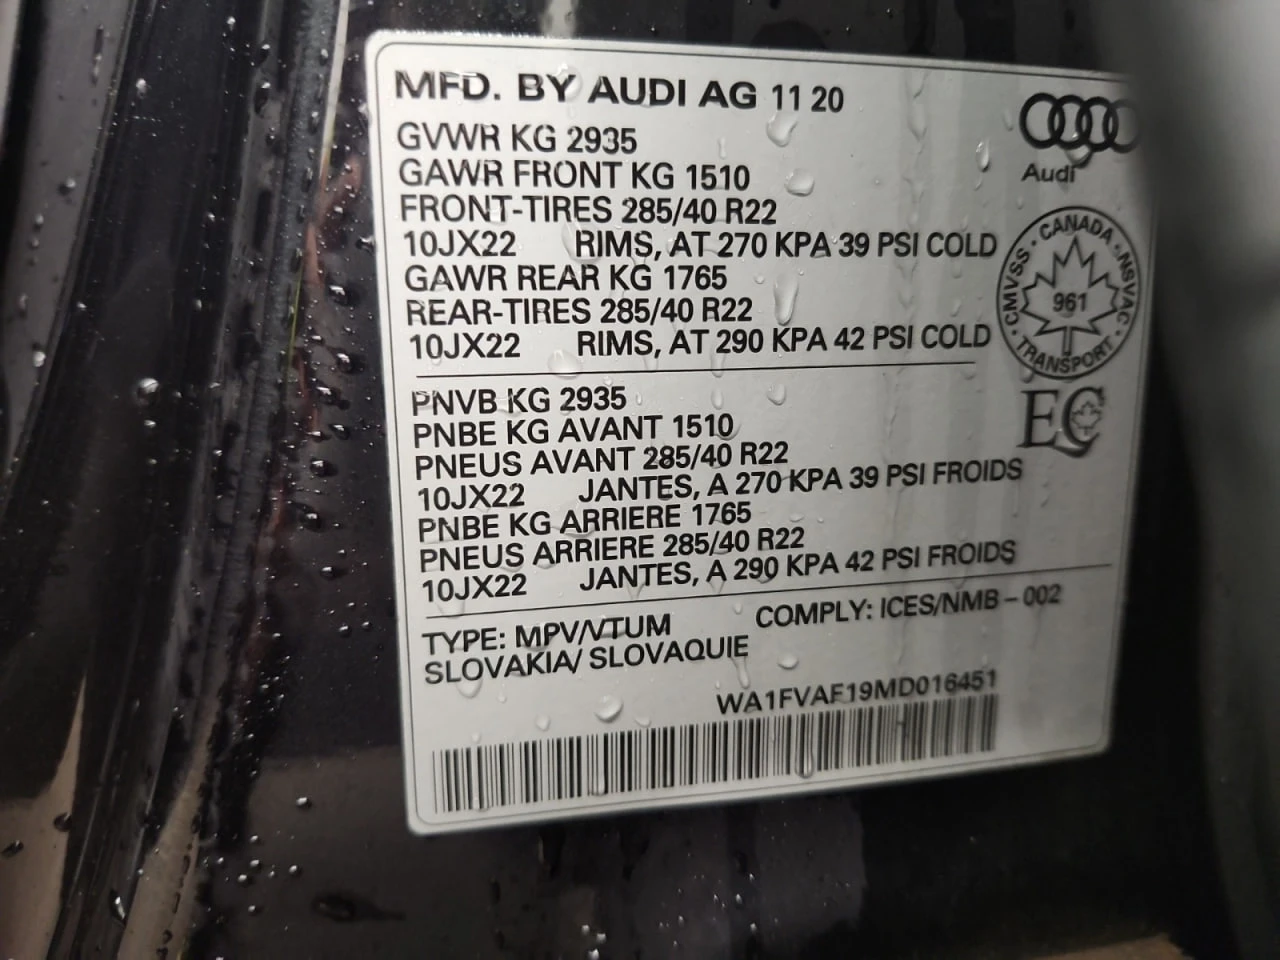 MFD. BY AUDI AG 11 20
GVWR KG 2935
GAWR FRONT KG 1510
FRONT-TIRES 285/40 R22
10JX22 RIMS, AT 270 KPA 39 PSI COLD
GAWR REAR KG 1765
REAR-TIRES 285/40 R22
10JX22 RIMS, AT 290 KPA 42 PSI COLD
Audi
CMVSS · CANADA · NSVAC · TRANSPORT ·
961
EC
PNVB KG 2935
PNBE KG AVANT 1510
PNEUS AVANT 285/40 R22
10JX22 JANTES, A 270 KPA 39 PSI FROIDS
PNBE KG ARRIERE 1765
PNEUS ARRIERE 285/40 R22
10JX22 JANTES, A 290 KPA 42 PSI FROIDS
TYPE: MPV/VTUM COMPLY: ICES/NMB - 002
SLOVAKIA/ SLOVAQUIE
WA1FVAF19MD016451